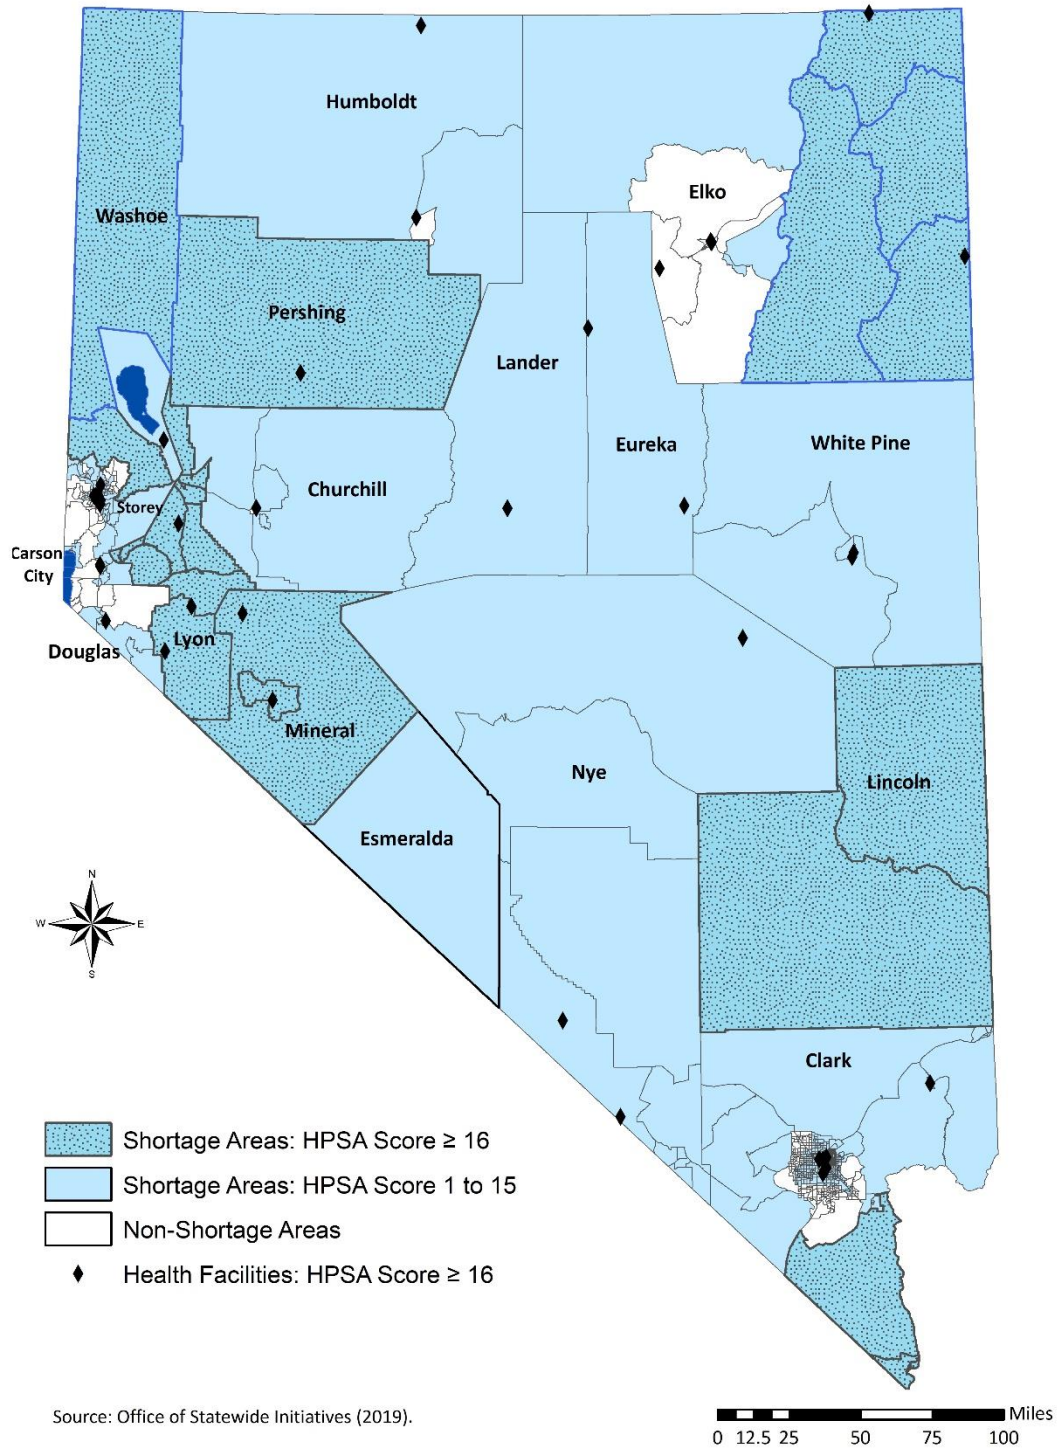 Humboldt
Elko
Washoe
Pershing
Lander
Eureka
White Pine
Churchill
Storey
Carson
City
Lyon
Douglas
Mineral
Nye
Lincoln
Esmeralda
N
W
E
S
Clark
Shortage Areas: HPSA Score ≥ 16
Shortage Areas: HPSA Score 1 to 15
Non-Shortage Areas
Health Facilities: HPSA Score ≥ 16
Source: Office of Statewide Initiatives (2019).
Miles
0 12.5 25 50 75 100